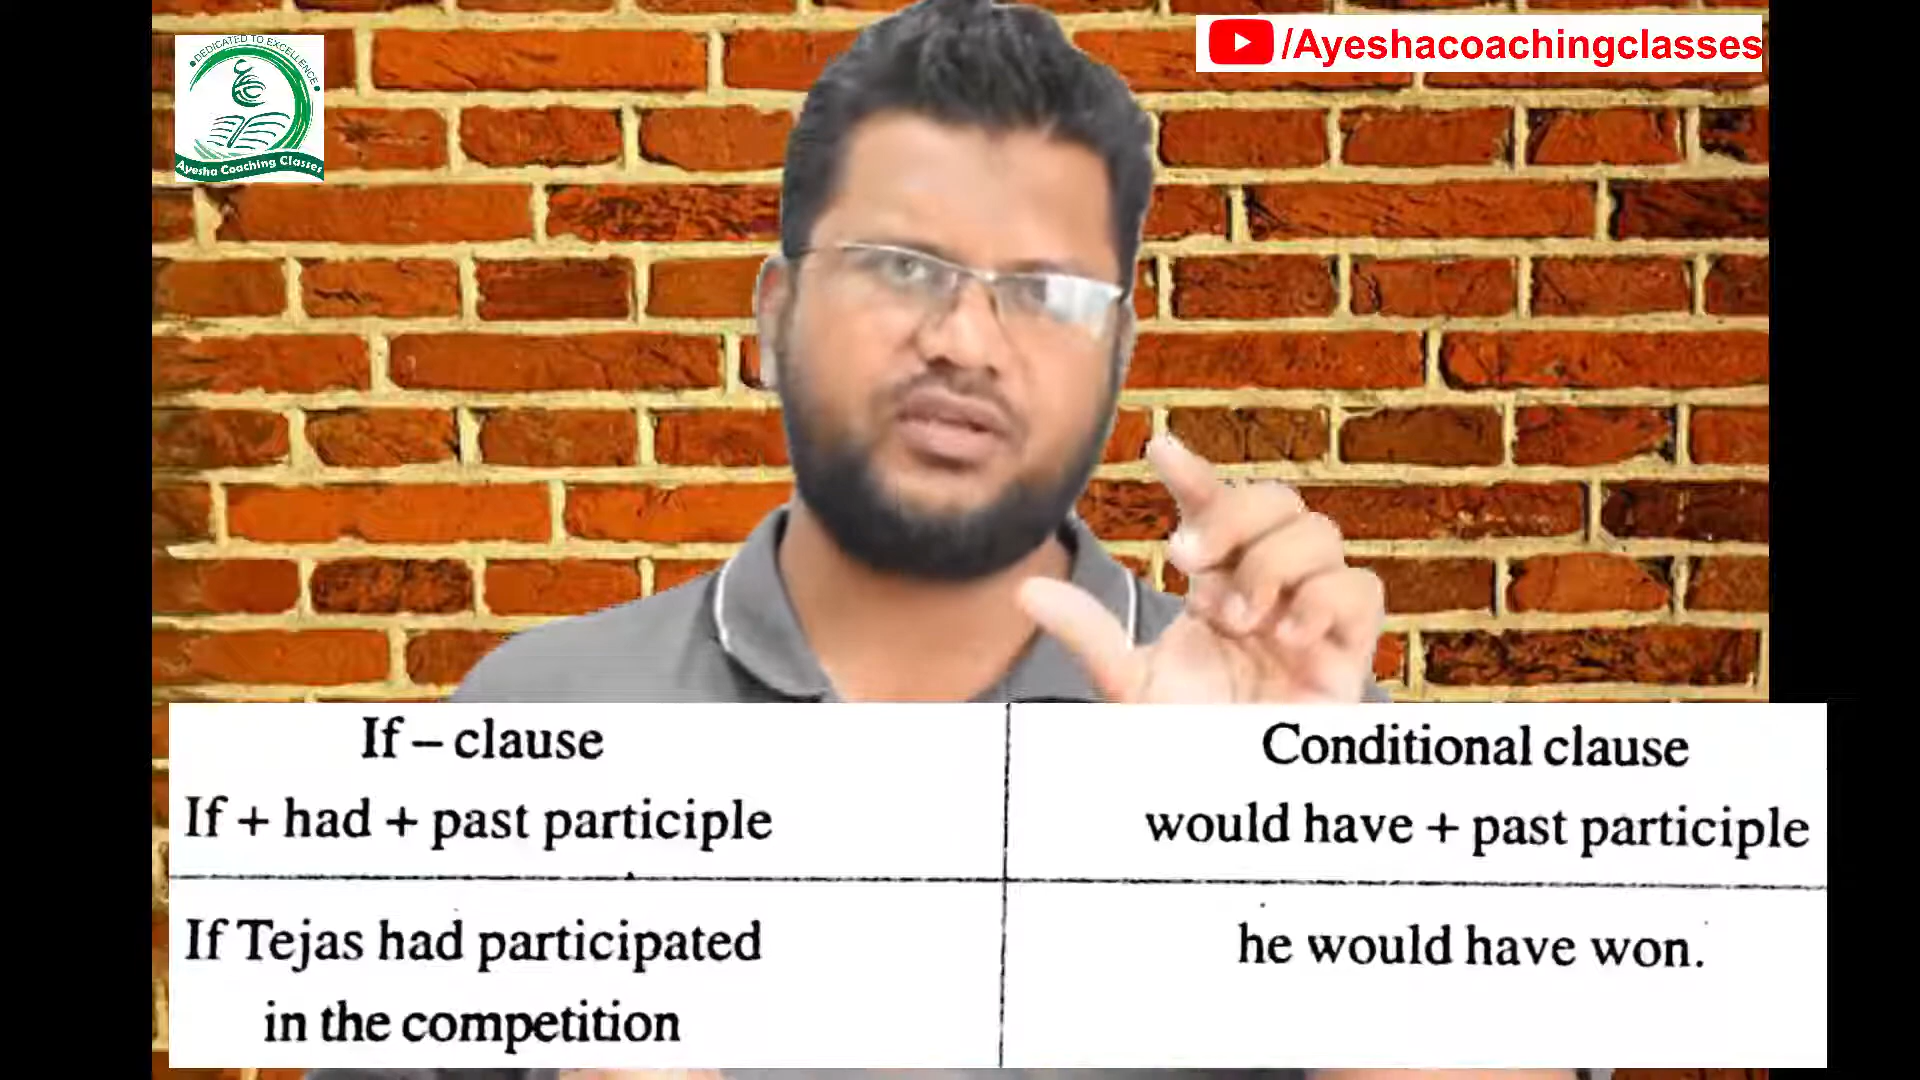 DEDICATED TO EXCELLENCE
Ayesha Coaching Classes
/Ayeshacoachingclasses
If – clause
Conditional clause
If + had + past participle
would have + past participle
If Tejas had participated
he would have won.
in the competition